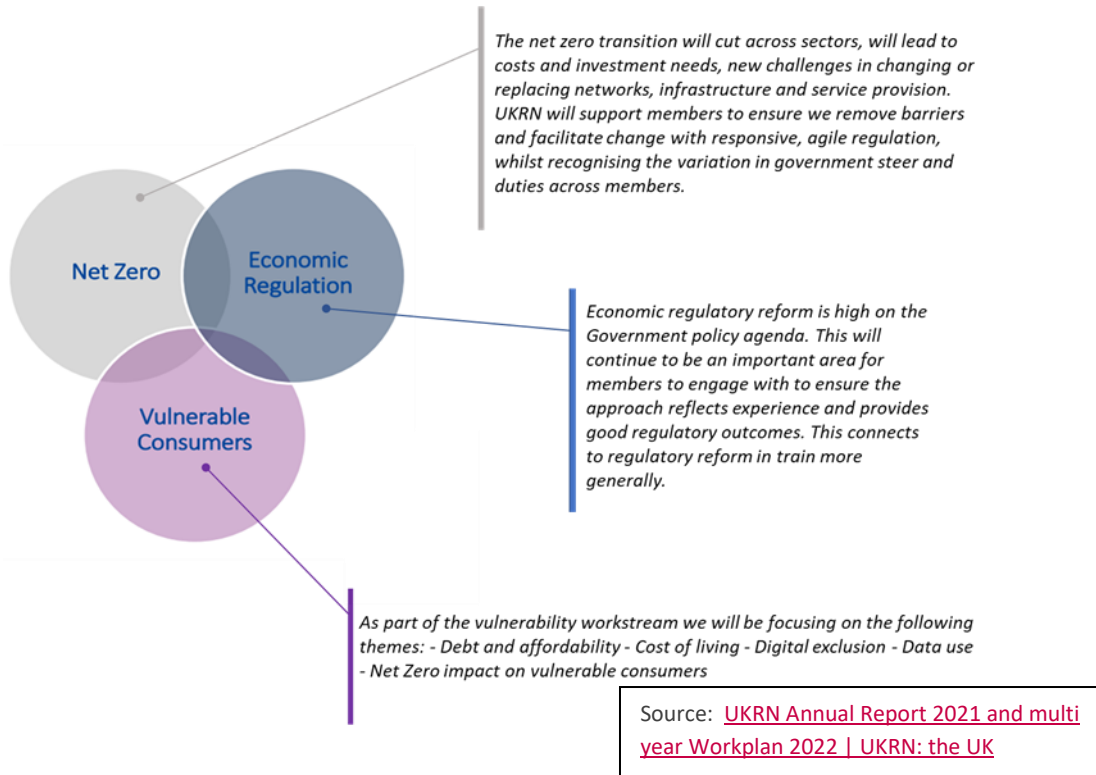 The net zero transition will cut across sectors, will lead to
costs and investment needs, new challenges in changing or
replacing networks, infrastructure and service provision.
UKRN will support members to ensure we remove barriers
and facilitate change with responsive, agile regulation,
whilst recognising the variation in government steer and
duties across members.
Net Zero
Economic
Regulation
Economic regulatory reform is high on the
Government policy agenda. This will
continue to be an important area for
members to engage with to ensure the
approach reflects experience and provides
good regulatory outcomes. This connects
to regulatory reform in train more
generally.
Vulnerable
Consumers
As part of the vulnerability workstream we will be focusing on the following
themes: - Debt and affordability - Cost of living - Digital exclusion - Data use
- Net Zero impact on vulnerable consumers
Source: UKRN Annual Report 2021 and multi
year Workplan 2022 | UKRN: the UK